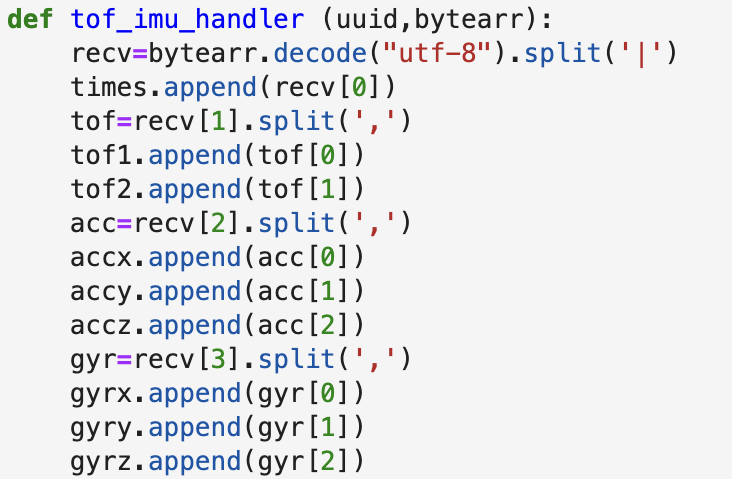 def tof_imu_handler (uuid,bytearr):
    recv=bytearr.decode("utf-8").split('|')
    times.append(recv[0])
    tof=recv[1].split(',')
    tof1.append(tof[0])
    tof2.append(tof[1])
    acc=recv[2].split(',')
    accx.append(acc[0])
    accy.append(acc[1])
    accz.append(acc[2])
    gyr=recv[3].split(',')
    gyrx.append(gyr[0])
    gyry.append(gyr[1])
    gyrz.append(gyr[2])